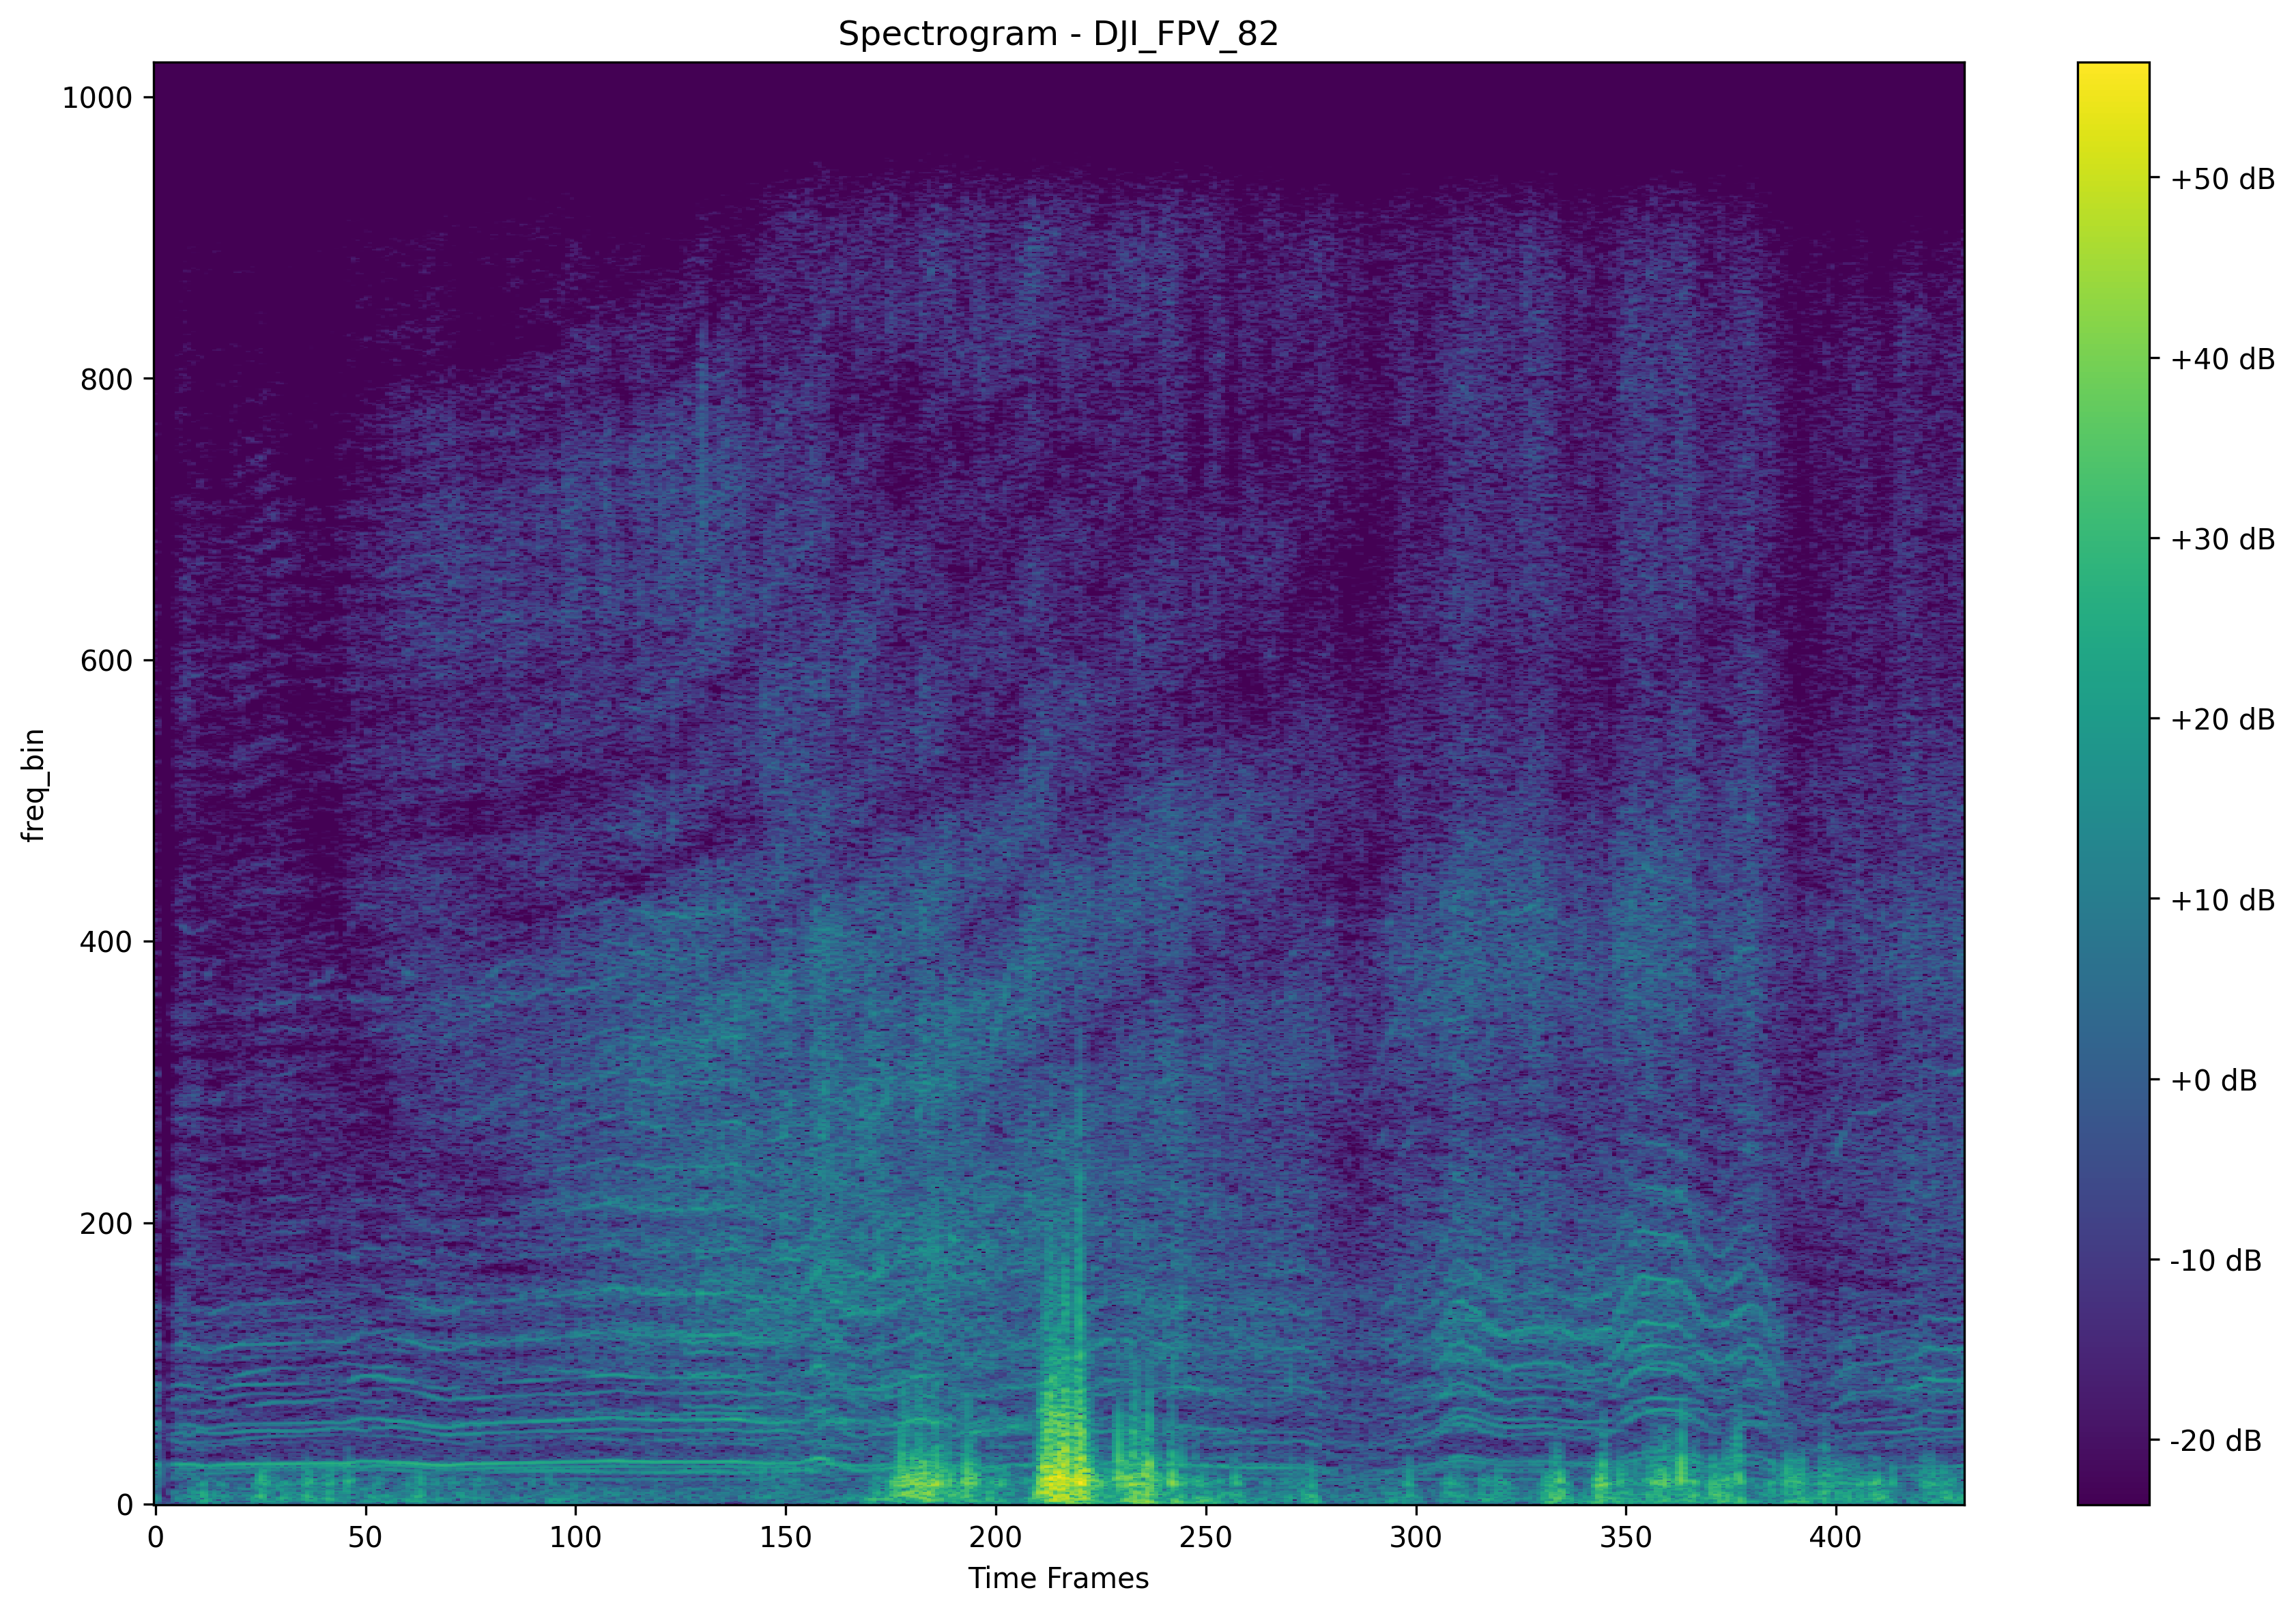 Spectrogram - DJI_FPV_82
1000
800
600
400
200
0
freq_bin
0 50 100 150 200 250 300 350 400
Time Frames
+50 dB
+40 dB
+30 dB
+20 dB
+10 dB
+0 dB
-10 dB
-20 dB